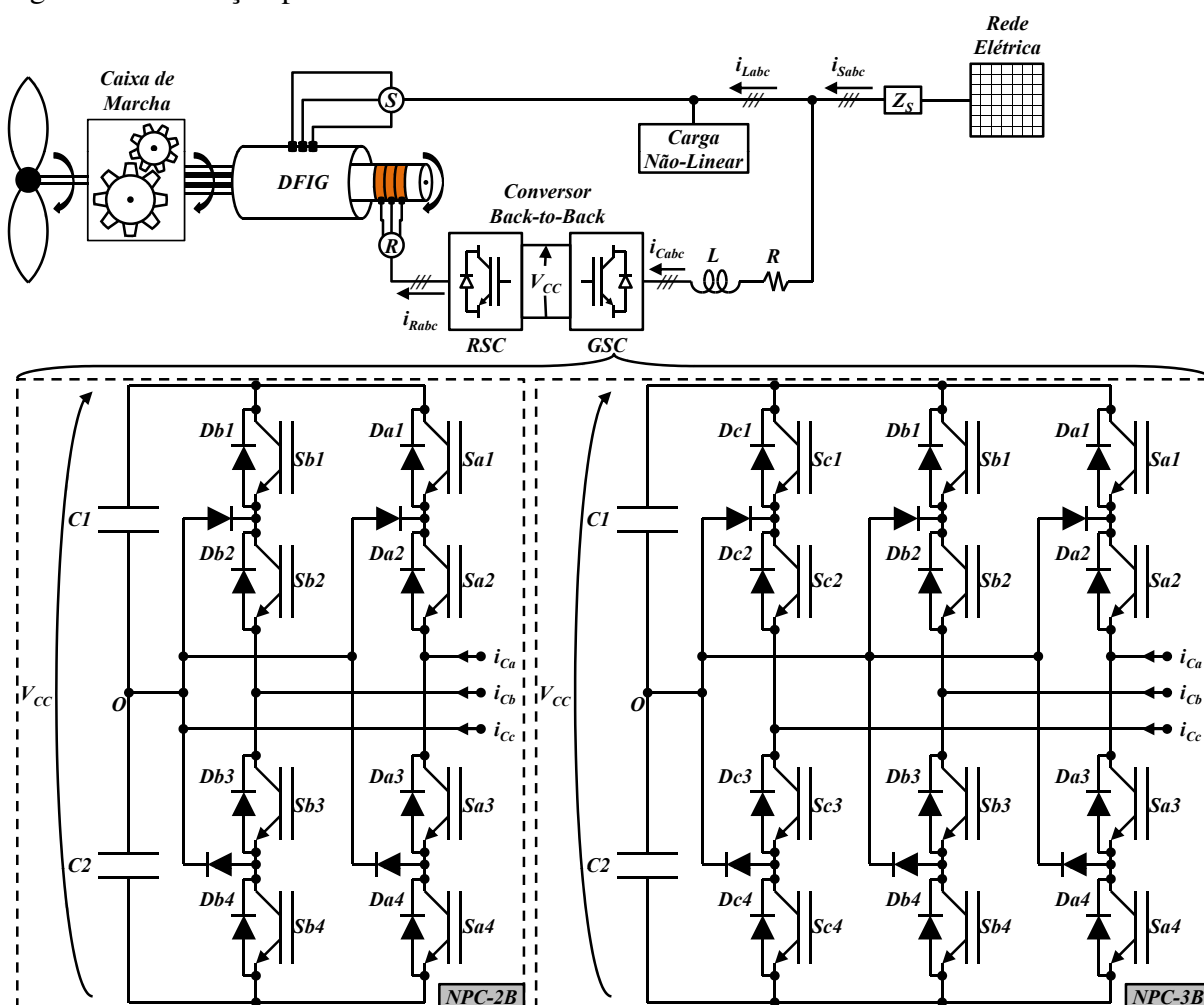 Rede
Elétrica
Caixa de
Marcha
i_Labc
i_Sabc
S
Z_S
Carga
Não-Linear
DFIG
Conversor
Back-to-Back
R
i_Cabc
L
R
V_CC
i_Rabc
RSC
GSC
Db1
Da1
Dc1
Db1
Da1
Sb1
Sa1
Sc1
Sb1
Sa1
C1
C1
Db2
Da2
Dc2
Db2
Da2
Sb2
Sa2
Sc2
Sb2
Sa2
i_Ca
i_Ca
V_CC
O
i_Cb
V_CC
O
i_Cb
i_Cc
i_Cc
Db3
Da3
Dc3
Db3
Da3
Sb3
Sa3
Sc3
Sb3
Sa3
C2
C2
Db4
Da4
Dc4
Db4
Da4
Sb4
Sa4
Sc4
Sb4
Sa4
NPC-2B
NPC-3B